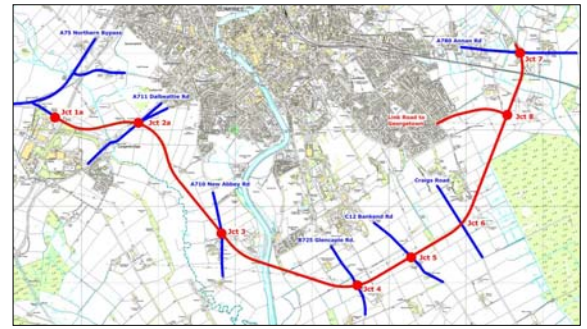 A75 Northern Bypass
A780 Annan Rd
Jct 7
A711 Dalbeattie Rd
Jct 1a
Jct 2a
Link Road to
Georgetown
Jct 8
Craigs Road
A710 New Abbey Rd
C12 Bankend Rd
Jct 6
Jct 3
B725 Glencaple Rd.
Jct 5
Jct 4